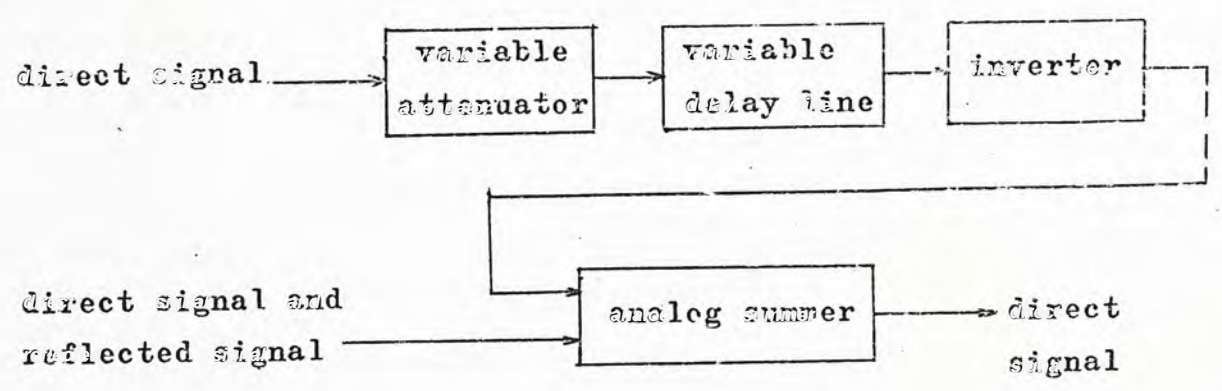 direct signal
variable
attenuator
variable
delay line
inverter
direct signal and
reflected signal
analog summer
direct
signal